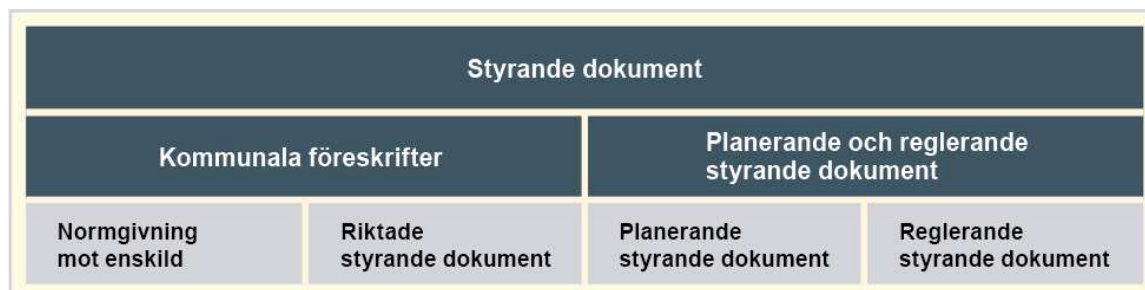 Styrande dokument
Kommunala föreskrifter
Planerande och reglerande
styrande dokument
Normgivning
mot enskild
Riktade
styrande dokument
Planerande
styrande dokument
Reglerande
styrande dokument